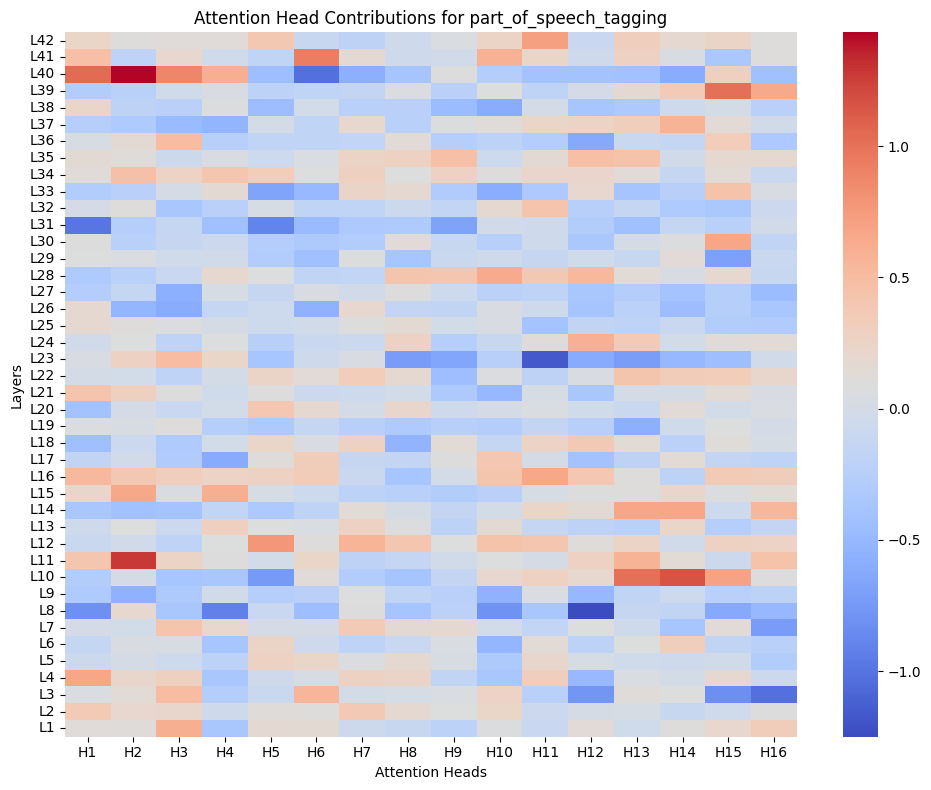 Attention Head Contributions for part_of_speech_tagging
Layers
L42
L41
L40
L39
L38
L37
L36
L35
L34
L33
L32
L31
L30
L29
L28
L27
L26
L25
L24
L23
L22
L21
L20
L19
L18
L17
L16
L15
L14
L13
L12
L11
L10
L9
L8
L7
L6
L5
L4
L3
L2
L1
H1 H2 H3 H4 H5 H6 H7 H8 H9 H10 H11 H12 H13 H14 H15 H16
Attention Heads
1.0
0.5
0.0
−0.5
−1.0